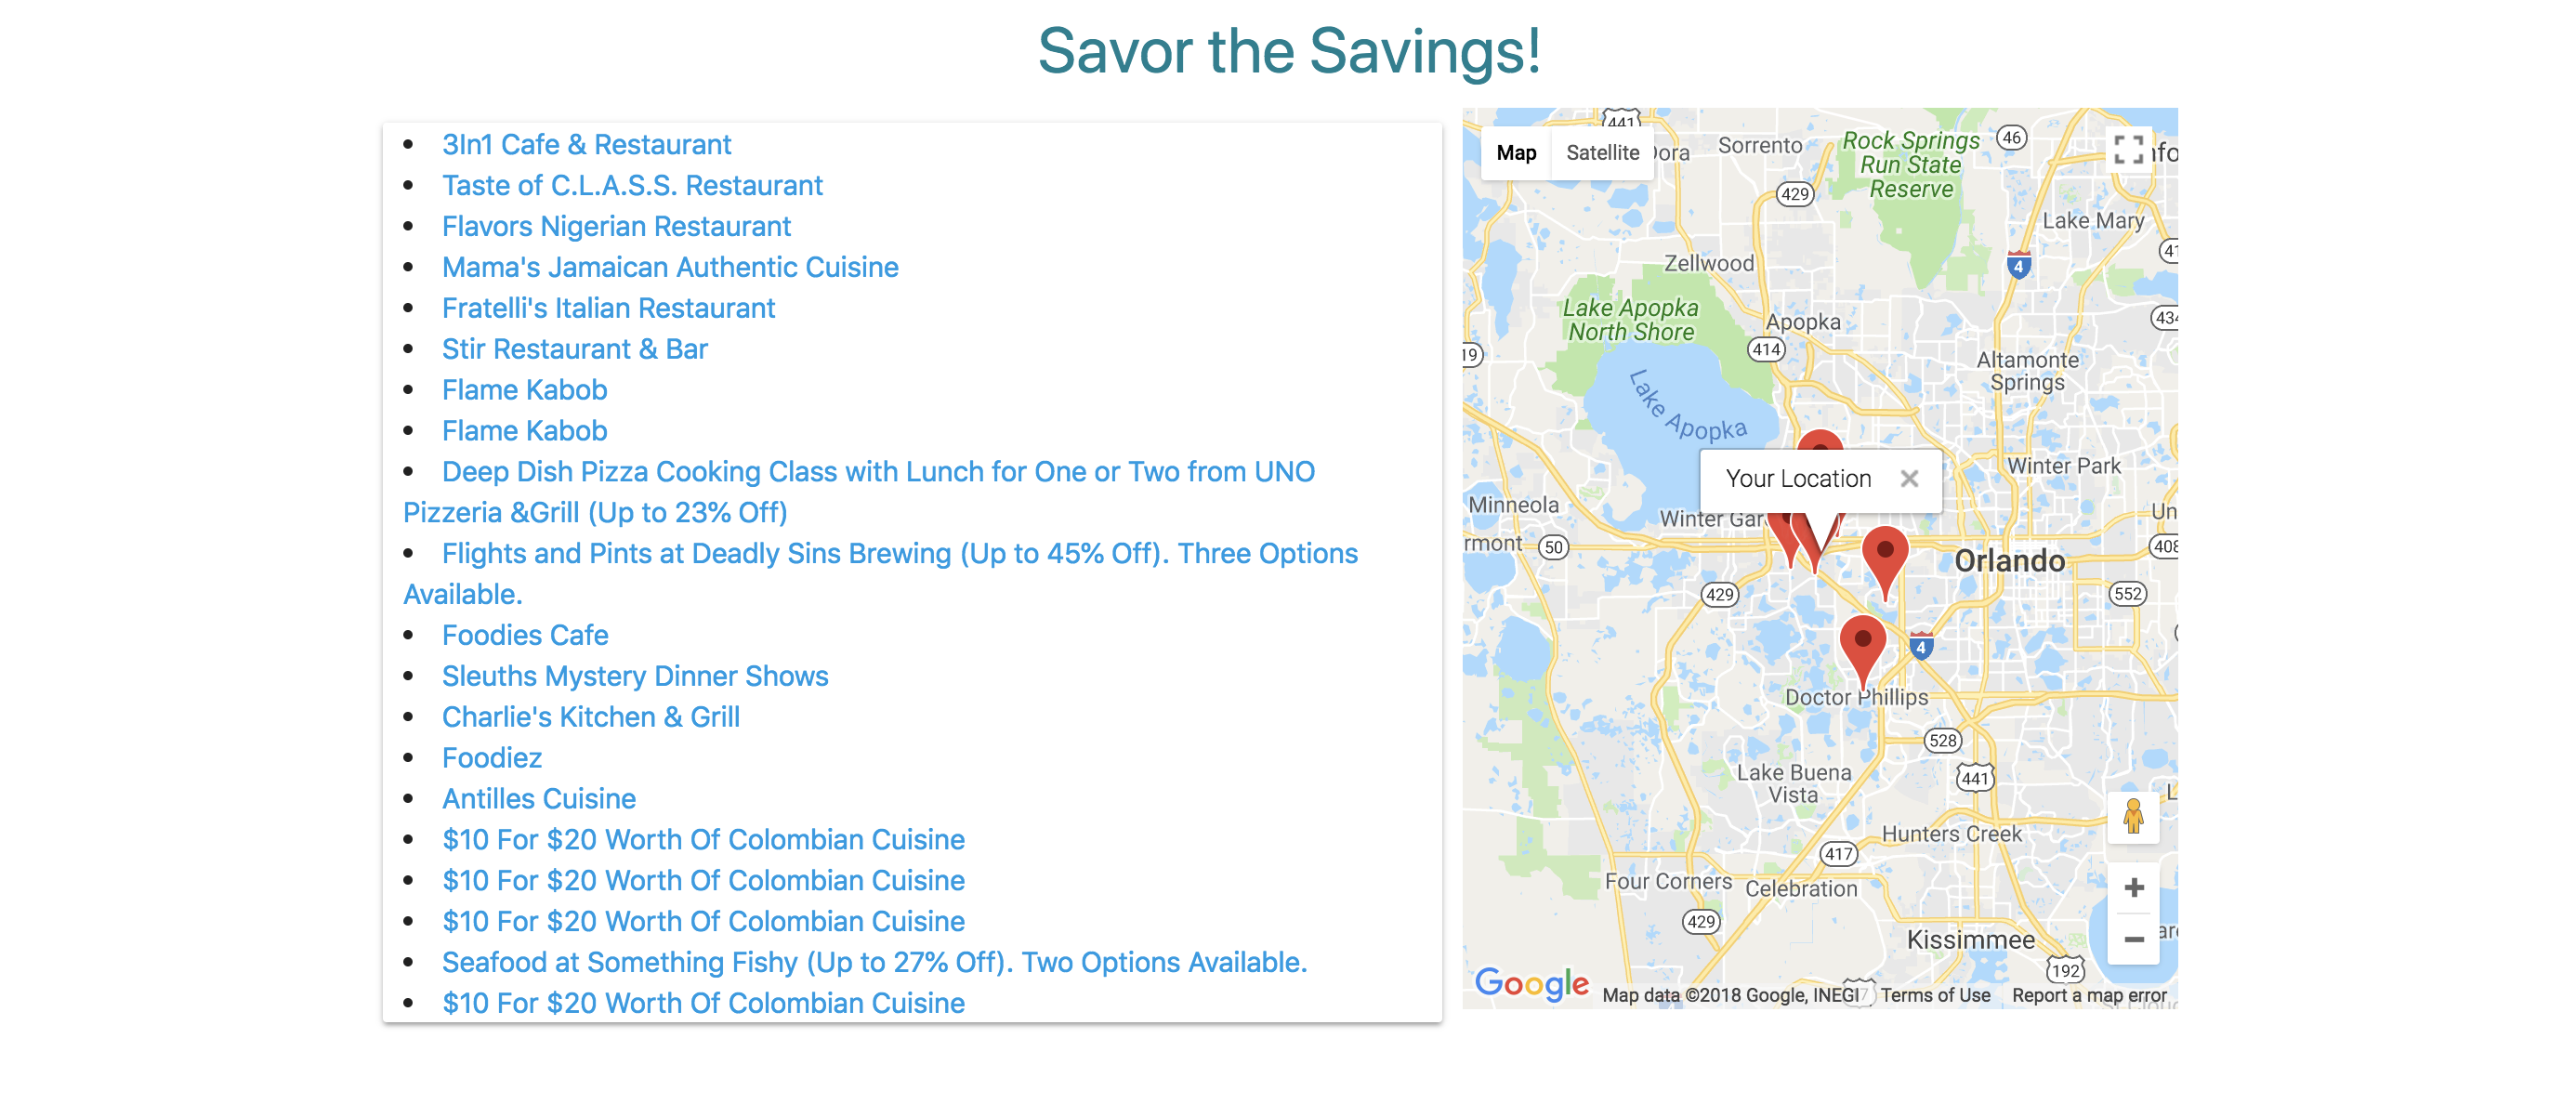 Savor the Savings!
3In1 Cafe & Restaurant
Taste of C.L.A.S.S. Restaurant
Flavors Nigerian Restaurant
Mama's Jamaican Authentic Cuisine
Fratelli's Italian Restaurant
Stir Restaurant & Bar
Flame Kabob
Flame Kabob
Deep Dish Pizza Cooking Class with Lunch for One or Two from UNO
Pizzeria &Grill (Up to 23% Off)
Flights and Pints at Deadly Sins Brewing (Up to 45% Off). Three Options
Available.
Foodies Cafe
Sleuths Mystery Dinner Shows
Charlie's Kitchen & Grill
Foodiez
Antilles Cuisine
$10 For $20 Worth Of Colombian Cuisine
$10 For $20 Worth Of Colombian Cuisine
$10 For $20 Worth Of Colombian Cuisine
Seafood at Something Fishy (Up to 27% Off). Two Options Available.
$10 For $20 Worth Of Colombian Cuisine
441
Map Satellite
Sorrento
Rock Springs
Run State
Reserve
46
429
Lake Mary
4
Zellwood
Lake Apopka
North Shore
Apopka
414
19
Altamonte
Springs
Lake Apopka
Winter Park
Your Location
Minneola
Winter
50
408
Orlando
429
552
4
Doctor Phillips
528
Lake Buena
Vista
441
Hunters Creek
417
Four Corners
Celebration
429
Kissimmee
192
Google
Map data ©2018 Google, INEGI
Terms of Use
Report a map error